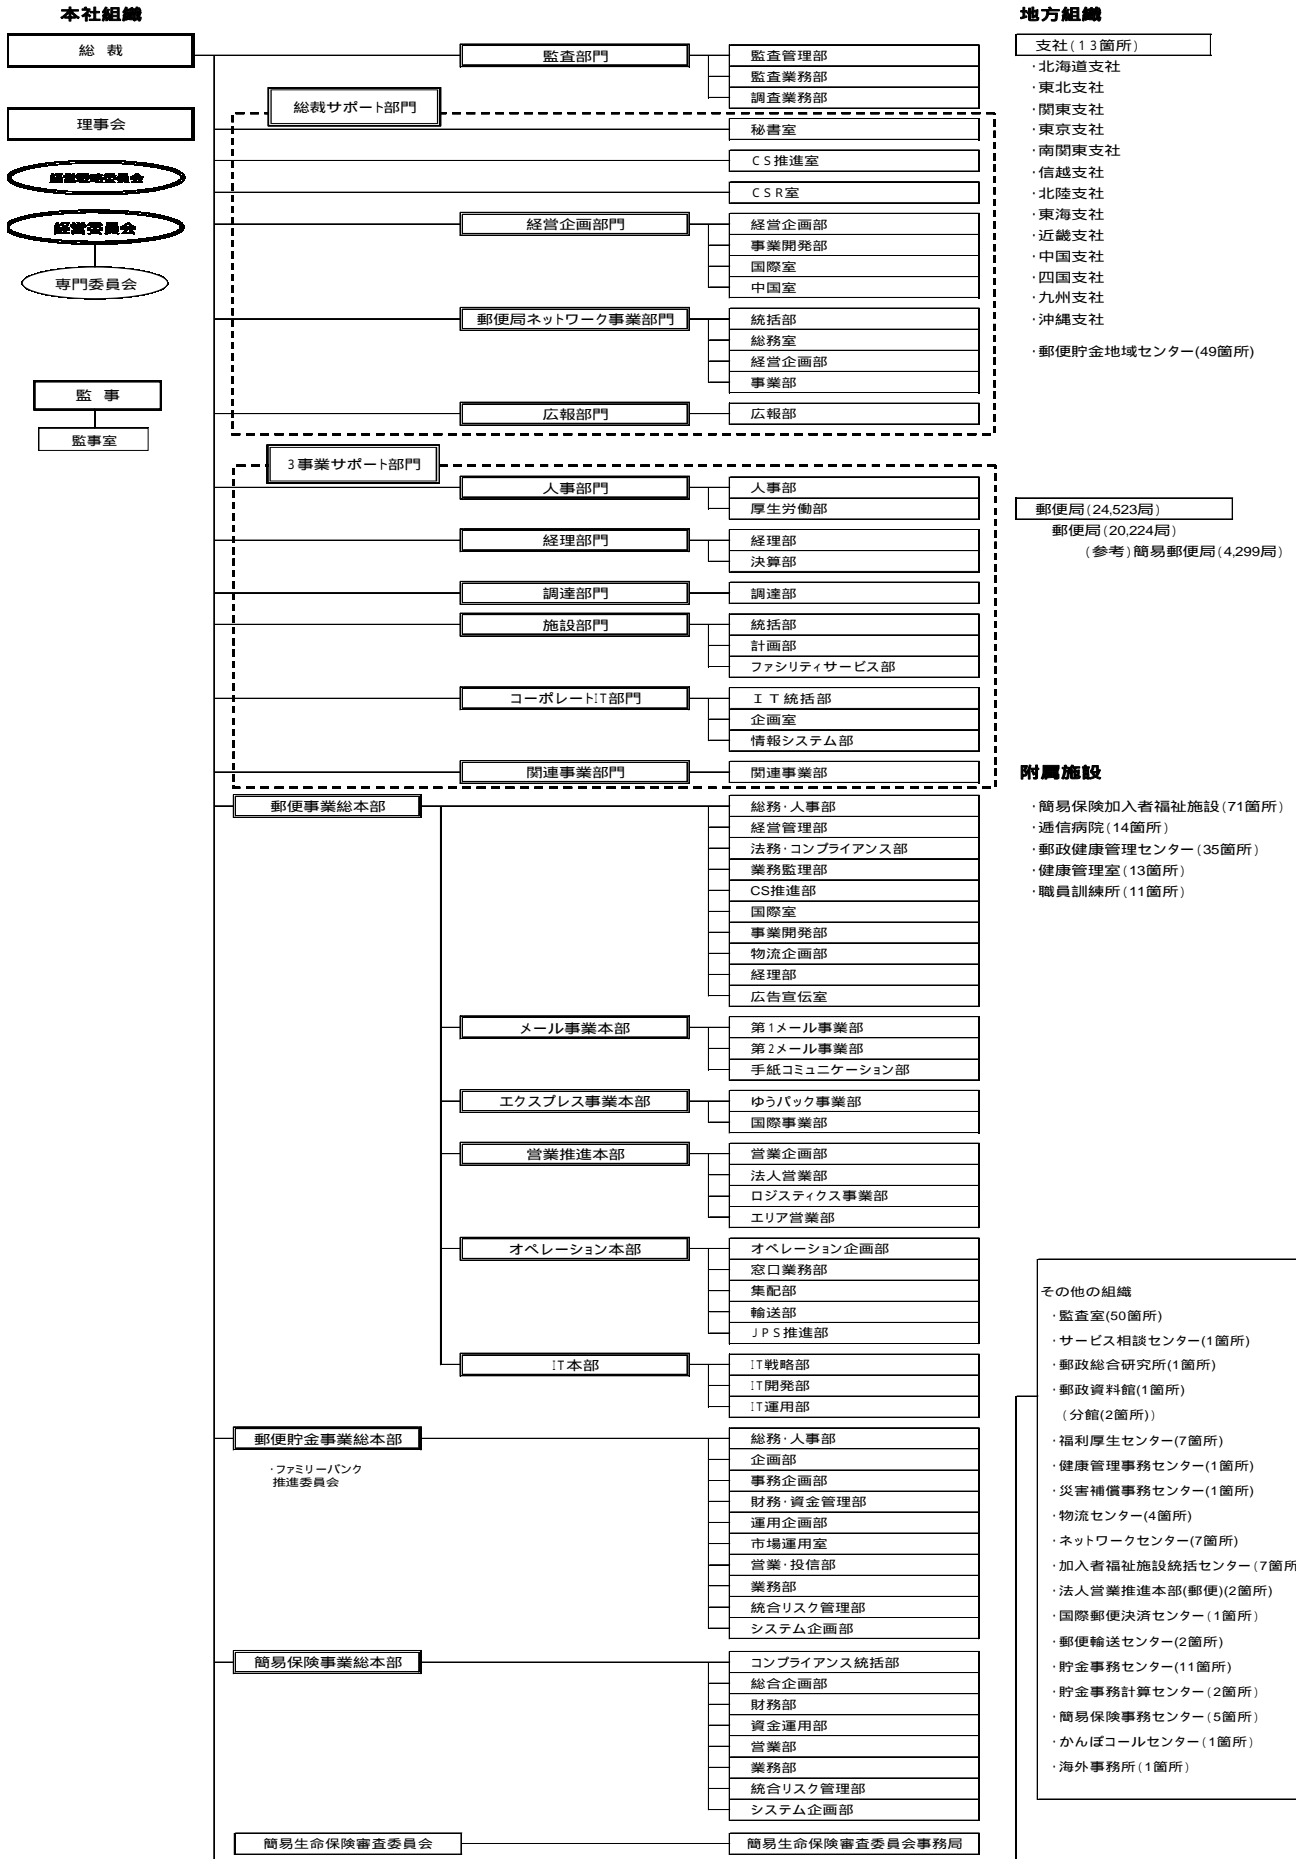 本社組織
総 裁
理事会
経営戦略委員会
経営委員会
専門委員会
監 事
監事室
監査部門
監査管理部
監査業務部
調査業務部
総裁サポート部門
秘書室
CS推進室
CSR室
経営企画部門
経営企画部
事業開発部
国際室
中国室
郵便局ネットワーク事業部門
統括部
総務室
経営企画部
事業部
広報部門
広報部
3事業サポート部門
人事部門
人事部
厚生労働部
経理部門
経理部
決算部
調達部門
調達部
施設部門
統括部
計画部
ファシリティサービス部
コーポレートIT部門
IT統括部
企画室
情報システム部
関連事業部門
関連事業部
郵便事業総本部
総務・人事部
経営管理部
法務・コンプライアンス部
業務監理部
CS推進部
国際室
事業開発部
物流企画部
経理部
広告宣伝室
メール事業本部
第1メール事業部
第2メール事業部
手紙コミュニケーション部
エクスプレス事業本部
ゆうパック事業部
国際事業部
営業推進本部
営業企画部
法人営業部
ロジスティクス事業部
エリア営業部
オペレーション本部
オペレーション企画部
窓口業務部
集配部
輸送部
JPS推進部
IT本部
IT戦略部
IT開発部
IT運用部
郵便貯金事業総本部
・ファミリーバンク
推進委員会
総務・人事部
企画部
事務企画部
財務・資金管理部
運用企画部
市場運用室
営業・投信部
業務部
統合リスク管理部
システム企画部
簡易保険事業総本部
コンプライアンス統括部
総合企画部
財務部
資金運用部
営業部
業務部
統合リスク管理部
システム企画部
簡易生命保険審査委員会
簡易生命保険審査委員会事務局
地方組織
支社(13箇所)
・北海道支社
・東北支社
・関東支社
・東京支社
・南関東支社
・信越支社
・北陸支社
・東海支社
・近畿支社
・中国支社
・四国支社
・九州支社
・沖縄支社
・郵便貯金地域センター(49箇所)
郵便局(24,523局)
郵便局(20,224局)
(参考)簡易郵便局(4,299局)
附属施設
・簡易保険加入者福祉施設(71箇所)
・逓信病院(14箇所)
・郵政健康管理センター(35箇所)
・健康管理室(13箇所)
・職員訓練所(11箇所)
その他の組織
・監査室(50箇所)
・サービス相談センター(1箇所)
・郵政総合研究所(1箇所)
・郵政資料館(1箇所)
(分館(2箇所))
・福利厚生センター(7箇所)
・健康管理事務センター(1箇所)
・災害補償事務センター(1箇所)
・物流センター(4箇所)
・ネットワークセンター(7箇所)
・加入者福祉施設統括センター(7箇所
・法人営業推進本部(郵便)(2箇所)
・国際郵便決済センター(1箇所)
・郵便輸送センター(2箇所)
・貯金事務センター(11箇所)
・貯金事務計算センター(2箇所)
・簡易保険事務センター(5箇所)
・かんぽコールセンター(1箇所)
・海外事務所(1箇所)